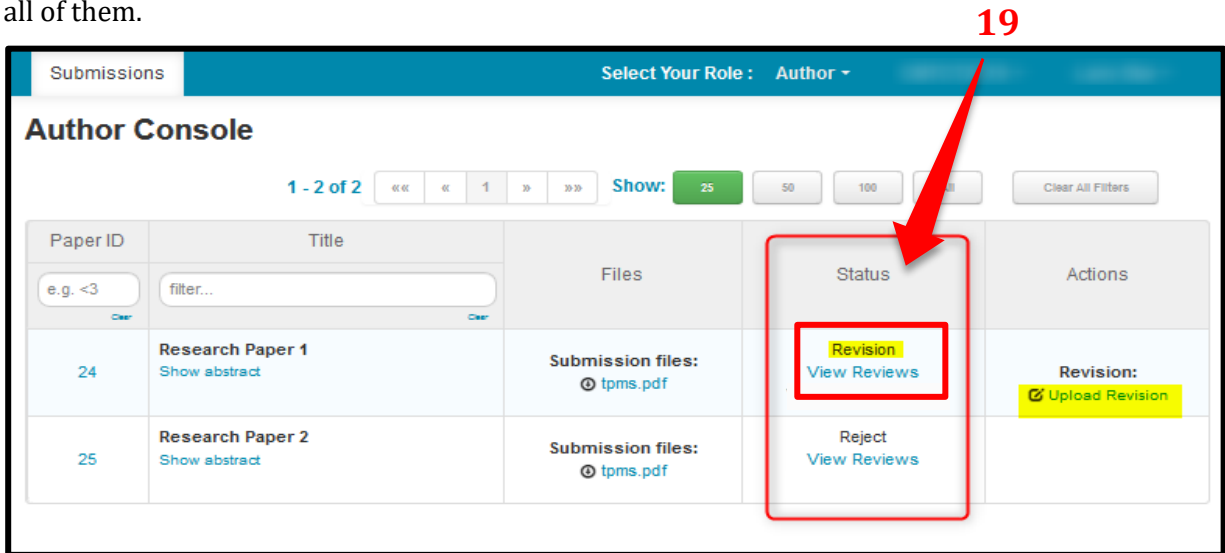 all of them.
19
Submissions Select Your Role : Author
Author Console
1 - 2 of 2 «« « 1 » »» Show: 25 50 100 Clear All Filters
Paper ID Title Files Status Actions
e.g. <3 filter...
Clear Clear
24 Research Paper 1 Show abstract Submission files: tpms.pdf Revision View Reviews Revision: Upload Revision
25 Research Paper 2 Show abstract Submission files: tpms.pdf Reject View Reviews